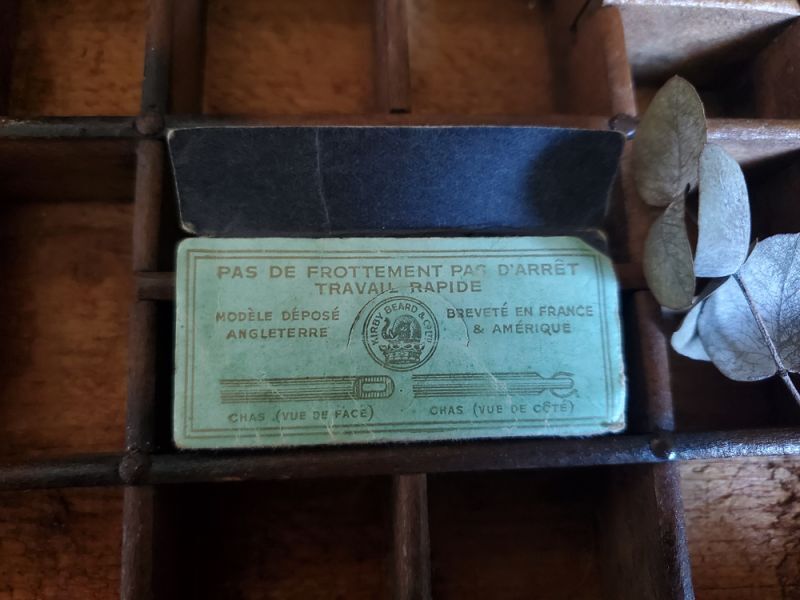 PAS DE FROTTEMENT PAS D'ARRÊT
TRAVAIL RAPIDE
MODÈLE DÉPOSÉ
ANGLETERRE
KIRBY BEARD & Co LTD
BREVETÉ EN FRANCE
& AMÉRIQUE
CHAS (VUE DE FACE)
CHAS (VUE DE CÔTÉ)